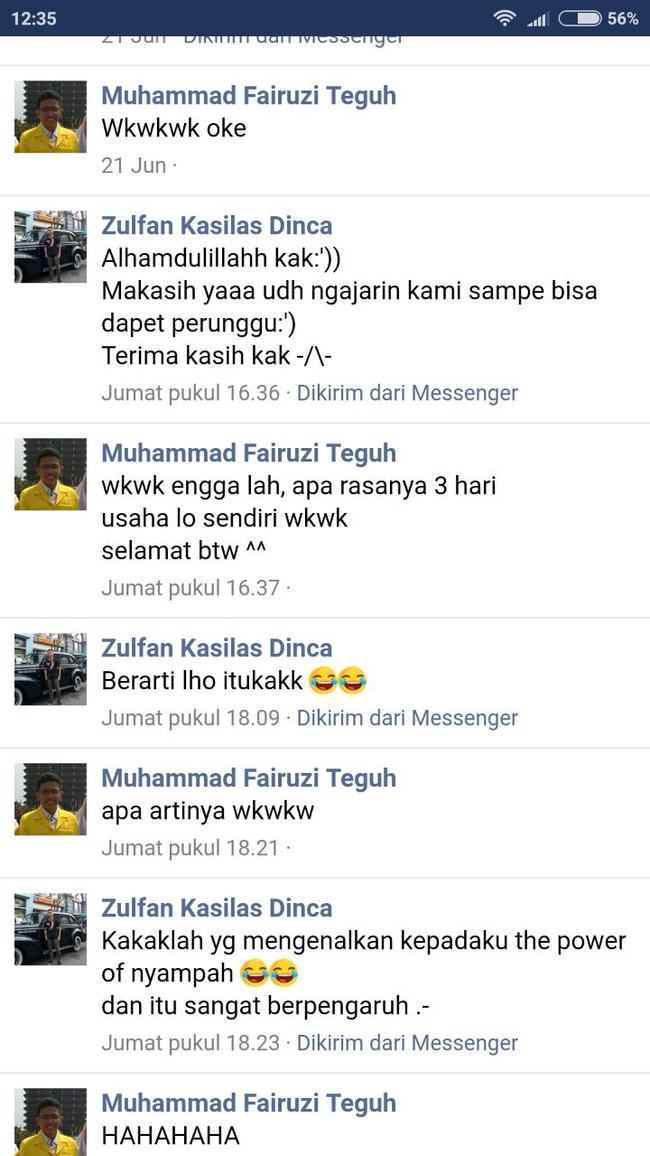 12:35
56%
21 Jun · Dikirim dari Messenger
Muhammad Fairuzi Teguh
Wkwkwk oke
21 Jun ·
Zulfan Kasilas Dinca
Alhamdulillahh kak:'))
Makasih yaaa udh ngajarin kami sampe bisa
dapet perunggu:')
Terima kasih kak -/\-
Jumat pukul 16.36 · Dikirim dari Messenger
Muhammad Fairuzi Teguh
wkwk engga lah, apa rasanya 3 hari
usaha lo sendiri wkwk
selamat btw ^^
Jumat pukul 16.37 ·
Zulfan Kasilas Dinca
Berarti lho itukakk 😂😂
Jumat pukul 18.09 · Dikirim dari Messenger
Muhammad Fairuzi Teguh
apa artinya wkwkw
Jumat pukul 18.21 ·
Zulfan Kasilas Dinca
Kakaklah yg mengenalkan kepadaku the power
of nyampah 😂😂
dan itu sangat berpengaruh .-
Jumat pukul 18.23 · Dikirim dari Messenger
Muhammad Fairuzi Teguh
HAHAHAHA